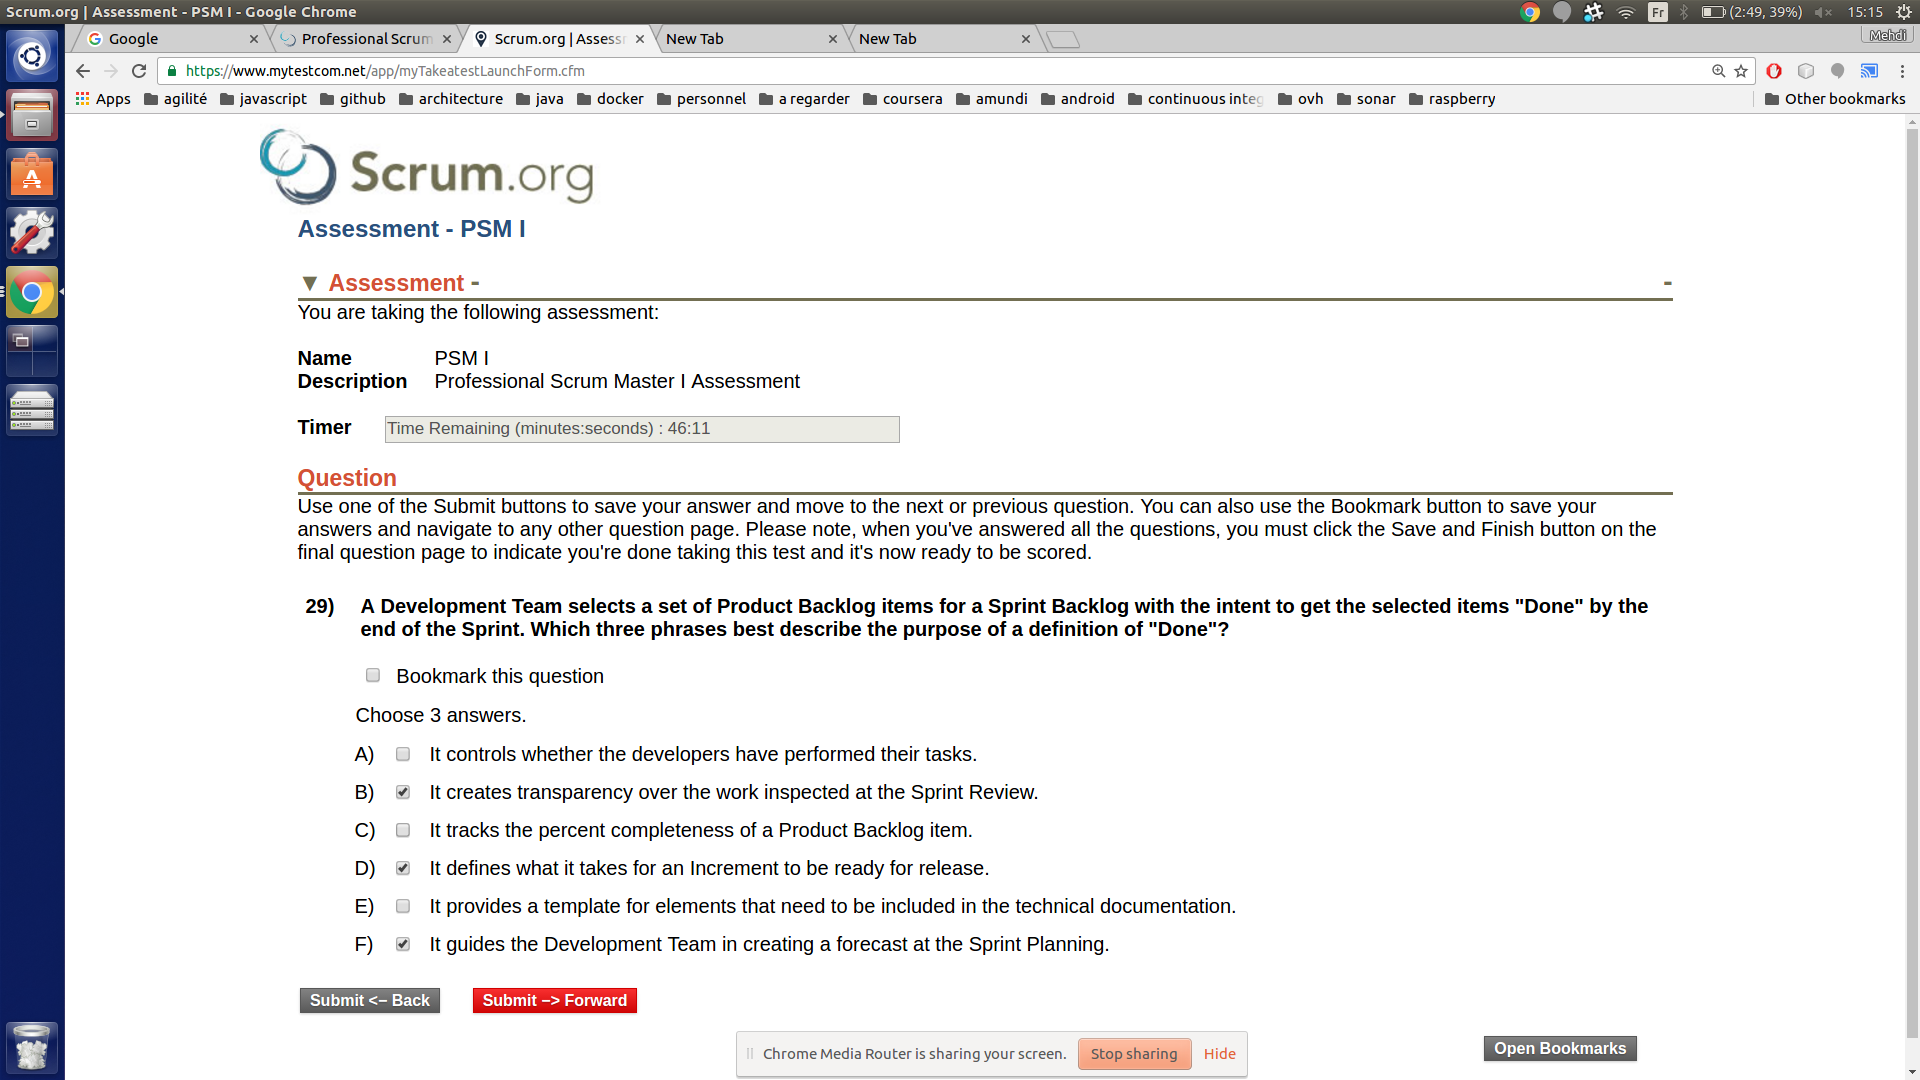 Scrum.org | Assessment - PSM I - Google Chrome
Fr
(2:49, 39%)
15:15
Google
Professional Scrum
Scrum.org | Assess
New Tab
New Tab
Mehdi
https://www.mytestcom.net/app/myTakeatestLaunchForm.cfm
Apps agilité javascript github architecture java docker personnel a regarder coursera amundi android continuous integ ovh sonar raspberry Other bookmarks
Scrum.org
Assessment - PSM I
▼ Assessment - -
You are taking the following assessment:
Name PSM I
Description Professional Scrum Master I Assessment
Timer Time Remaining (minutes:seconds) : 46:11
Question
Use one of the Submit buttons to save your answer and move to the next or previous question. You can also use the Bookmark button to save your
answers and navigate to any other question page. Please note, when you've answered all the questions, you must click the Save and Finish button on the
final question page to indicate you're done taking this test and it's now ready to be scored.
29) A Development Team selects a set of Product Backlog items for a Sprint Backlog with the intent to get the selected items "Done" by the
end of the Sprint. Which three phrases best describe the purpose of a definition of "Done"?
Bookmark this question
Choose 3 answers.
A) It controls whether the developers have performed their tasks.
B) It creates transparency over the work inspected at the Sprint Review.
C) It tracks the percent completeness of a Product Backlog item.
D) It defines what it takes for an Increment to be ready for release.
E) It provides a template for elements that need to be included in the technical documentation.
F) It guides the Development Team in creating a forecast at the Sprint Planning.
Submit <– Back Submit –> Forward
Chrome Media Router is sharing your screen. Stop sharing Hide
Open Bookmarks